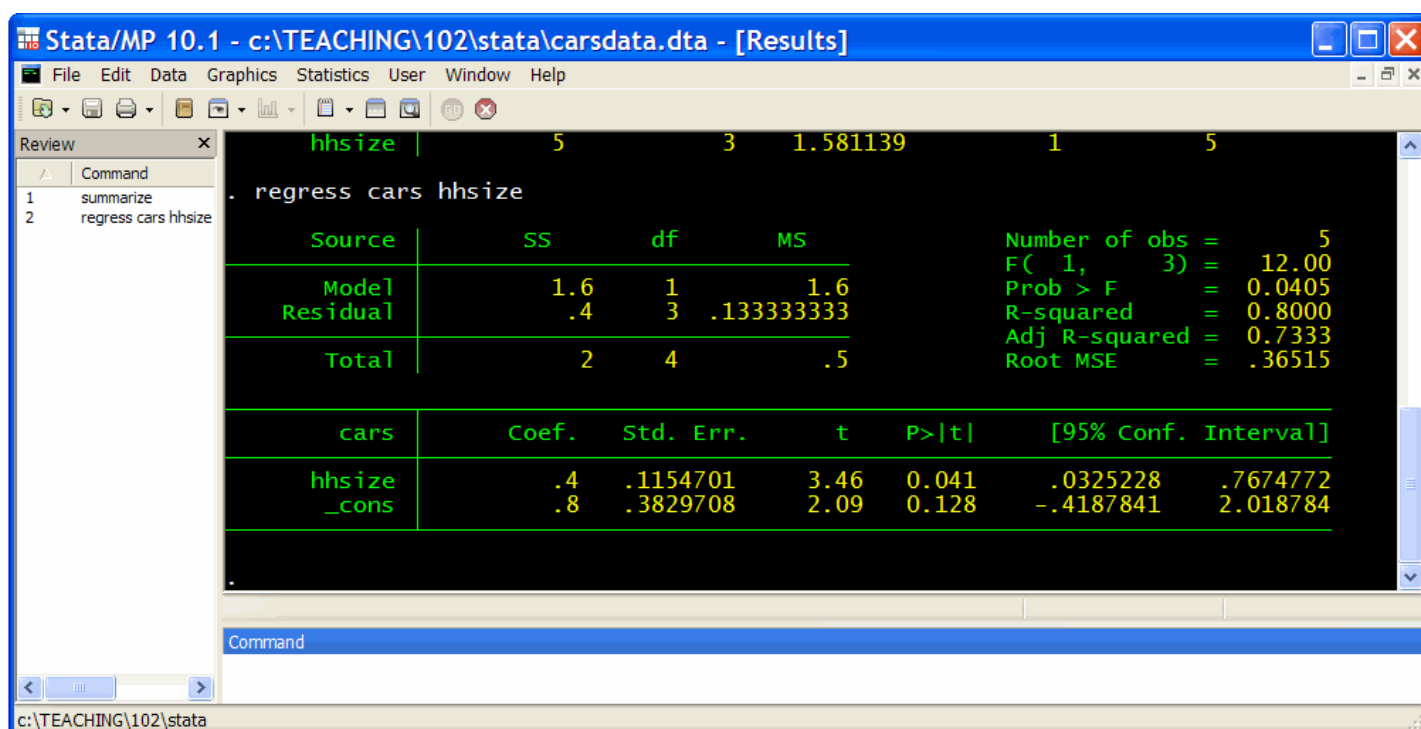 Stata/MP 10.1 - c:\TEACHING\102\stata\carsdata.dta - [Results]
File Edit Data Graphics Statistics User Window Help
Review
Command
1 summarize
2 regress cars hhsize
hhsize | 5 3 1.581139 1 5
. regress cars hhsize
Source | SS df MS Number of obs = 5
F( 1, 3) = 12.00
Model | 1.6 1 1.6 Prob > F = 0.0405
Residual | .4 3 .133333333 R-squared = 0.8000
Adj R-squared = 0.7333
Total | 2 4 .5 Root MSE = .36515
cars | Coef. Std. Err. t P>|t| [95% Conf. Interval]
hhsize | .4 .1154701 3.46 0.041 .0325228 .7674772
_cons | .8 .3829708 2.09 0.128 -.4187841 2.018784
.
Command
c:\TEACHING\102\stata